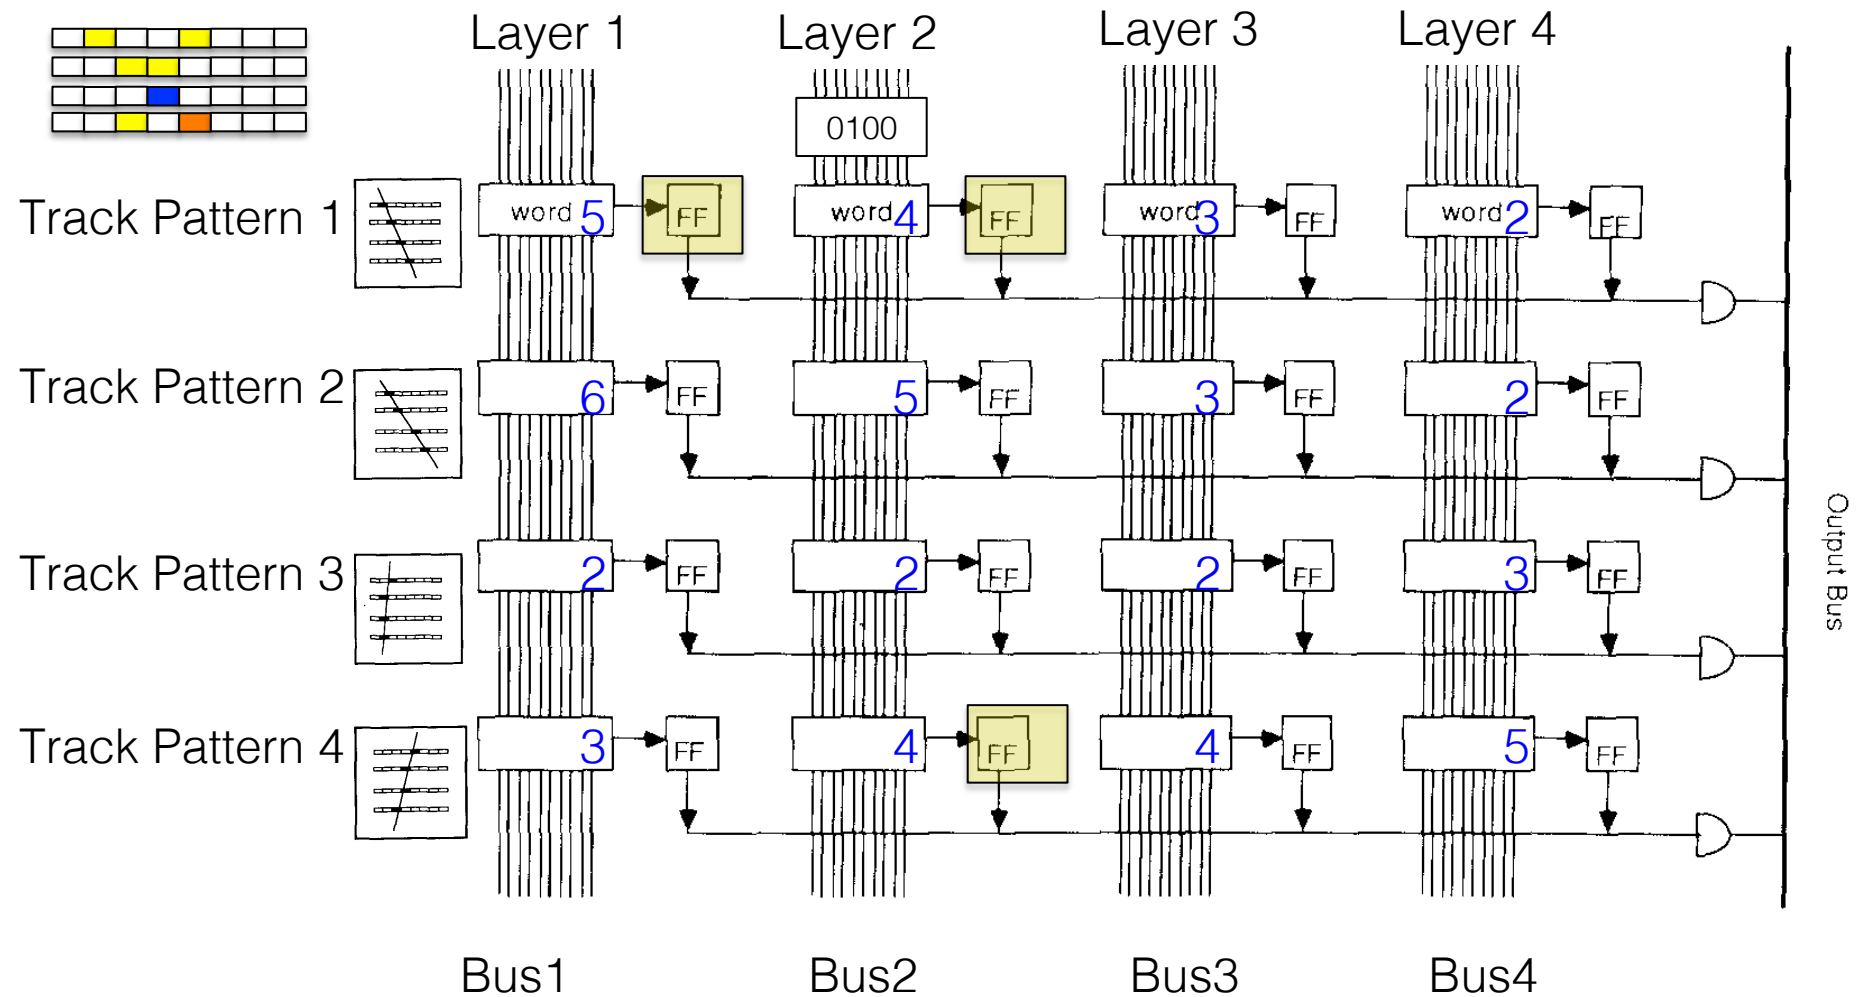 Layer 1 Layer 2 Layer 3 Layer 4
0100
Track Pattern 1 word 5 FF word 4 FF word 3 FF word 2 FF
Track Pattern 2 6 FF 5 FF 3 FF 2 FF
Track Pattern 3 2 FF 2 FF 2 FF 3 FF
Track Pattern 4 3 FF 4 FF 4 FF 5 FF
Output Bus
Bus1 Bus2 Bus3 Bus4